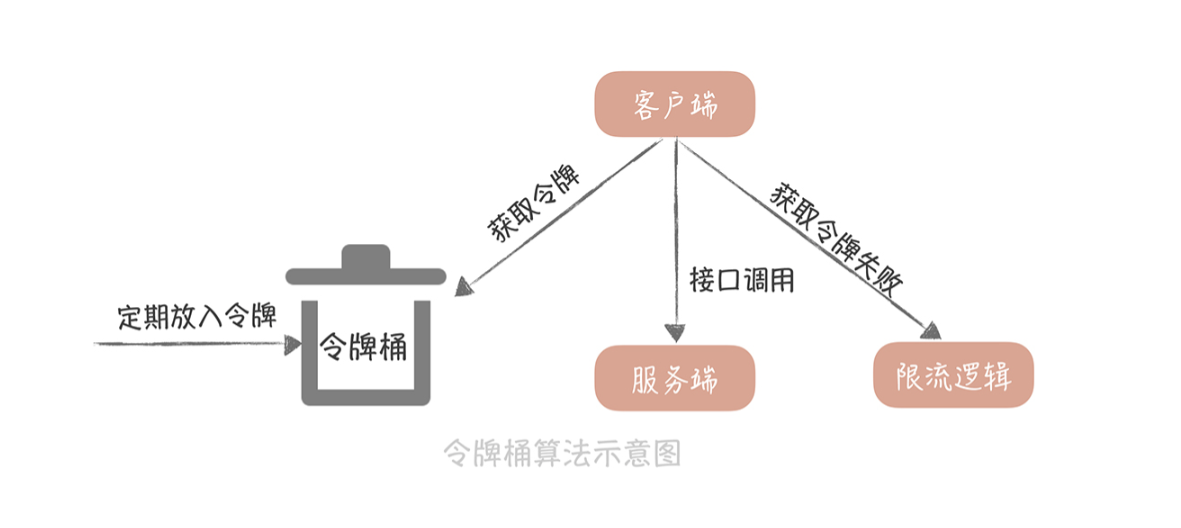 客户端
获取令牌
获取令牌失败
接口调用
定期放入令牌
令牌桶
服务端
限流逻辑
令牌桶算法示意图